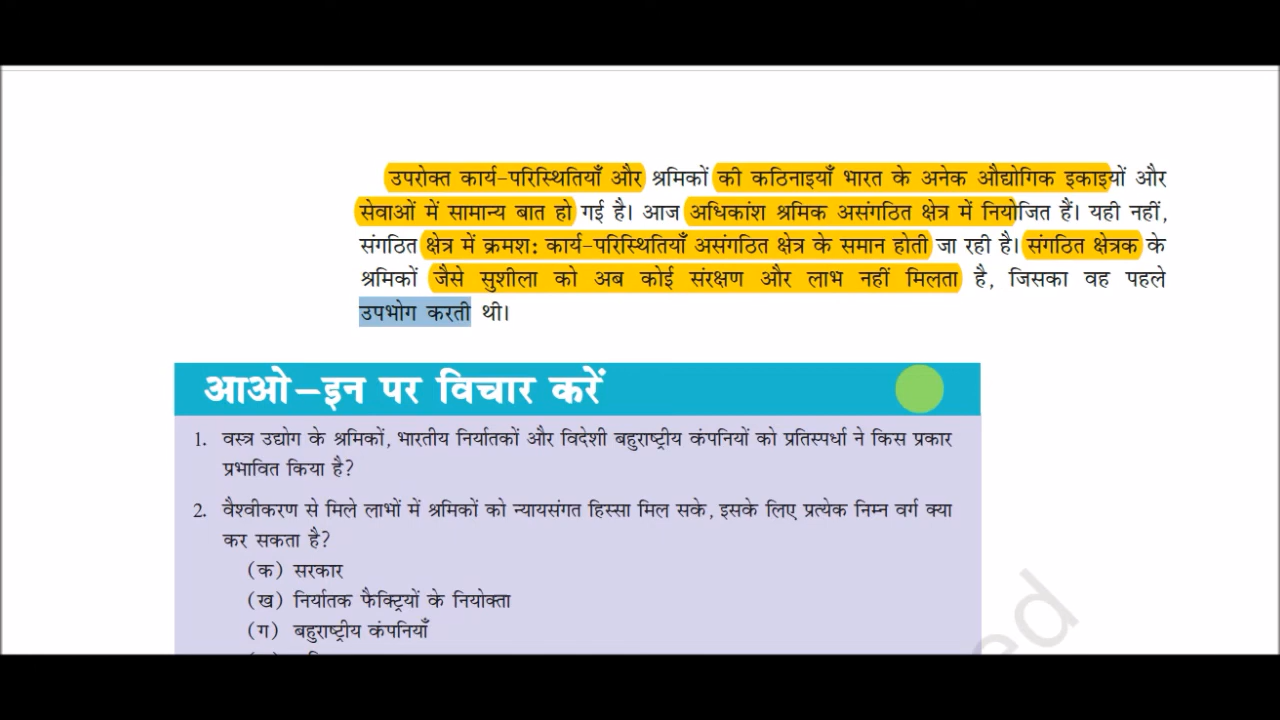 उपरोक्त कार्य-परिस्थितियाँ और श्रमिकों की कठिनाइयाँ भारत के अनेक औद्योगिक इकाइयों और
सेवाओं में सामान्य बात हो गई है। आज अधिकांश श्रमिक असंगठित क्षेत्र में नियोजित हैं। यही नहीं,
संगठित क्षेत्र में क्रमश: कार्य-परिस्थितियाँ असंगठित क्षेत्र के समान होती जा रही है। संगठित क्षेत्रक के
श्रमिकों जैसे सुशीला को अब कोई संरक्षण और लाभ नहीं मिलता है, जिसका वह पहले
उपभोग करती थी।
आओ–इन पर विचार करें
1. वस्त्र उद्योग के श्रमिकों, भारतीय निर्यातकों और विदेशी बहुराष्ट्रीय कंपनियों को प्रतिस्पर्धा ने किस प्रकार
प्रभावित किया है?
2. वैश्वीकरण से मिले लाभों में श्रमिकों को न्यायसंगत हिस्सा मिल सके, इसके लिए प्रत्येक निम्न वर्ग क्या
कर सकता है?
(क) सरकार
(ख) निर्यातक फैक्ट्रियों के नियोक्ता
(ग) बहुराष्ट्रीय कंपनियाँ
ed